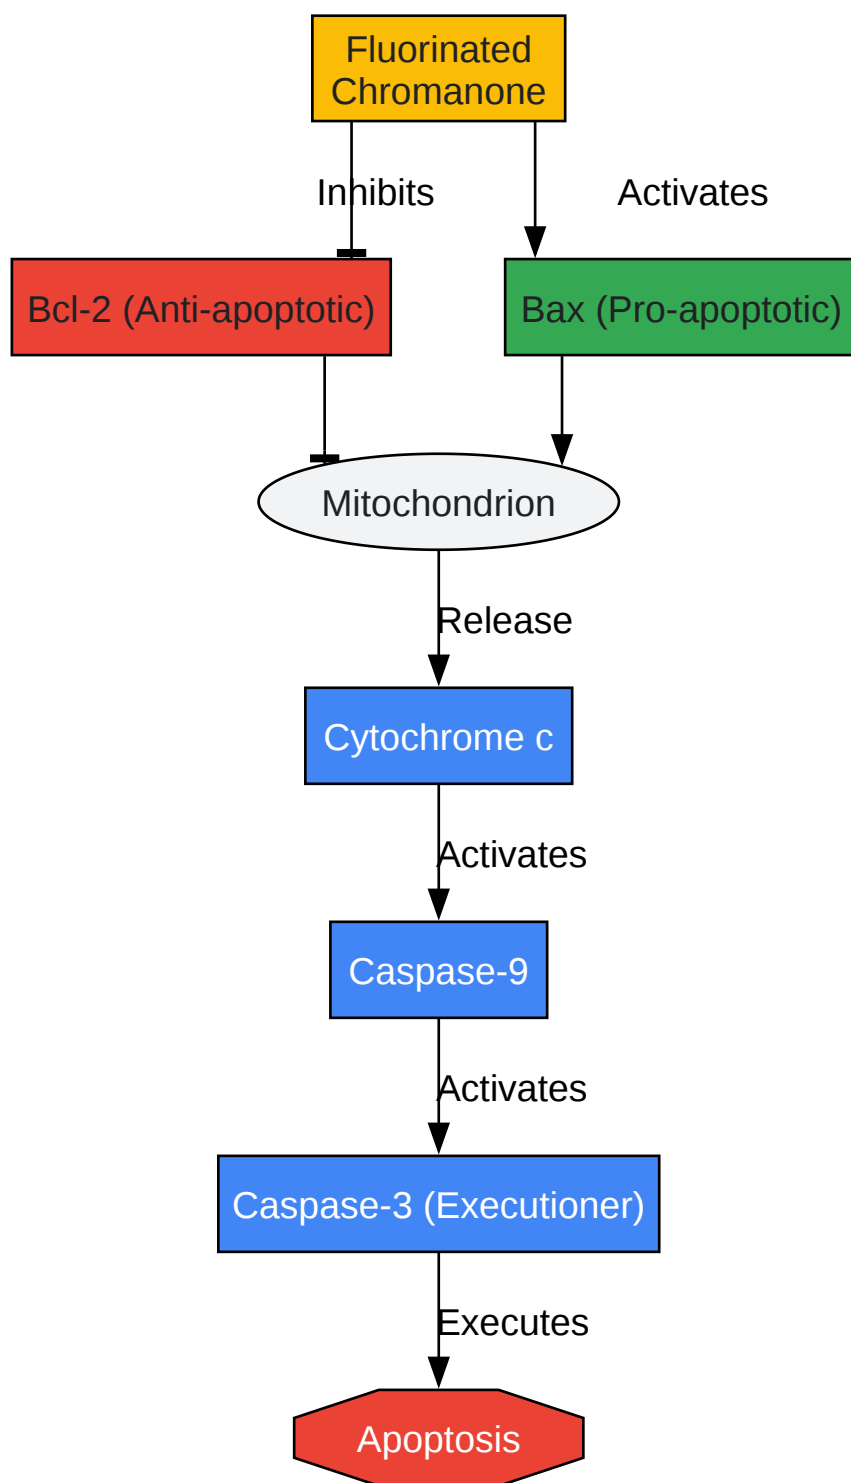 Fluorinated
Chromanone
Inhibits
Activates
Bcl-2 (Anti-apoptotic)
Bax (Pro-apoptotic)
Mitochondrion
Release
Cytochrome c
Activates
Caspase-9
Activates
Caspase-3 (Executioner)
Executes
Apoptosis